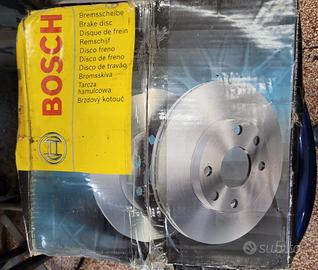 BOSCH
Bremsscheibe
Brake disc
Disque de frein
Remschijf
Disco freno
Disco de freno
Disco de travão
Bromsskiva
Tarcza
hamulcowa
Brzdový kotouč
subito